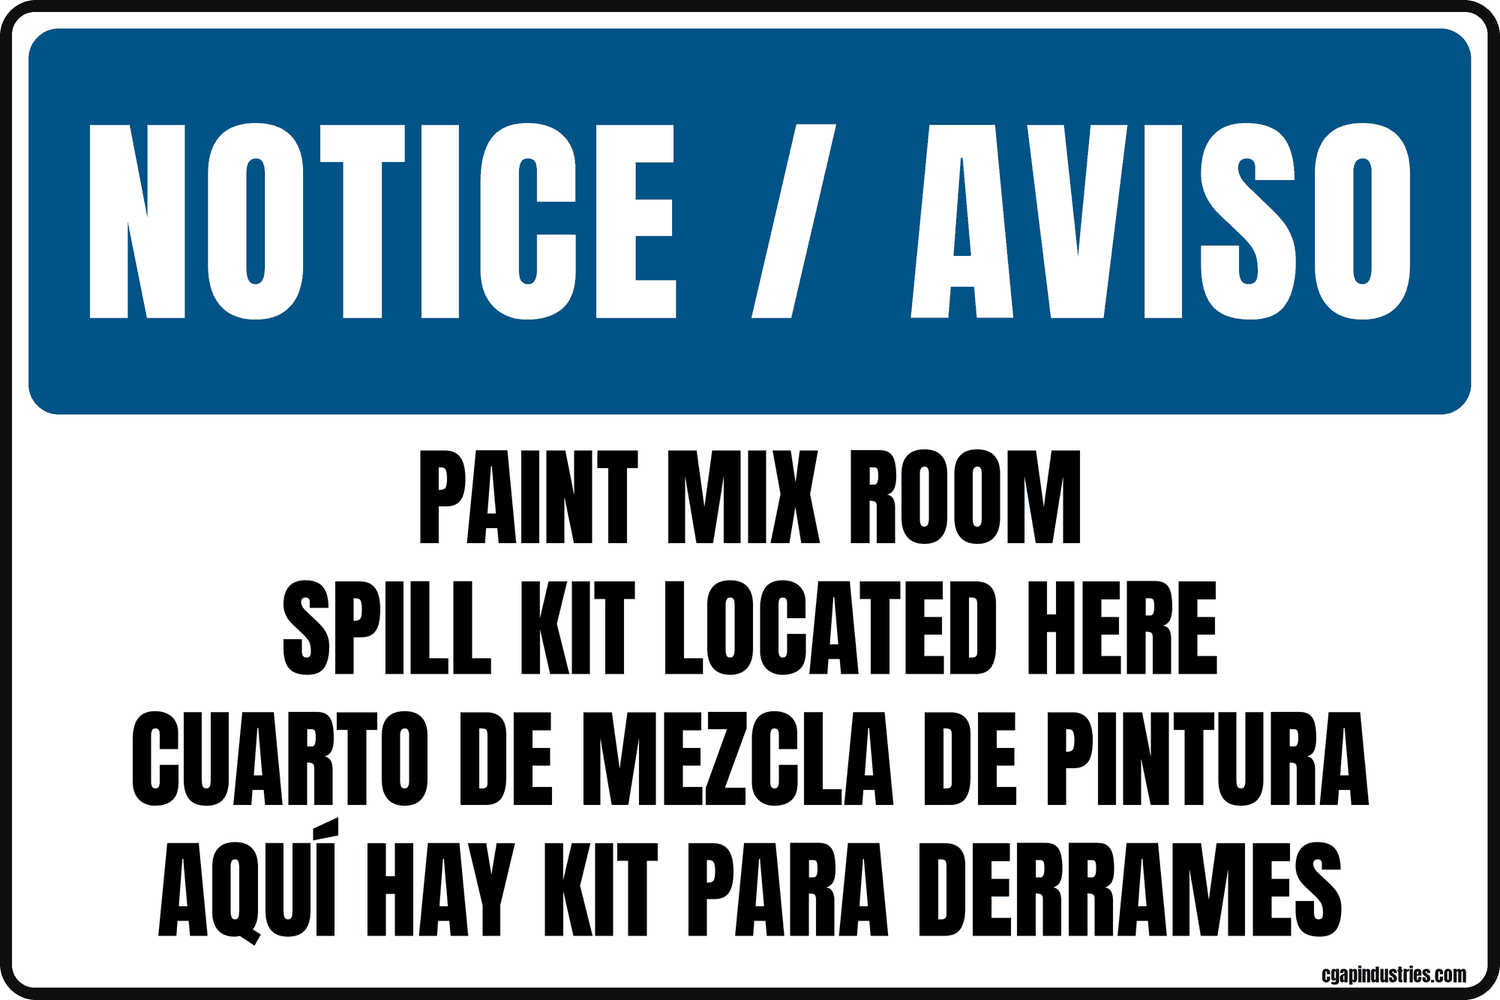 NOTICE / AVISO
PAINT MIX ROOM
SPILL KIT LOCATED HERE
CUARTO DE MEZCLA DE PINTURA
AQUÍ HAY KIT PARA DERRAMES
cgapindustries.com